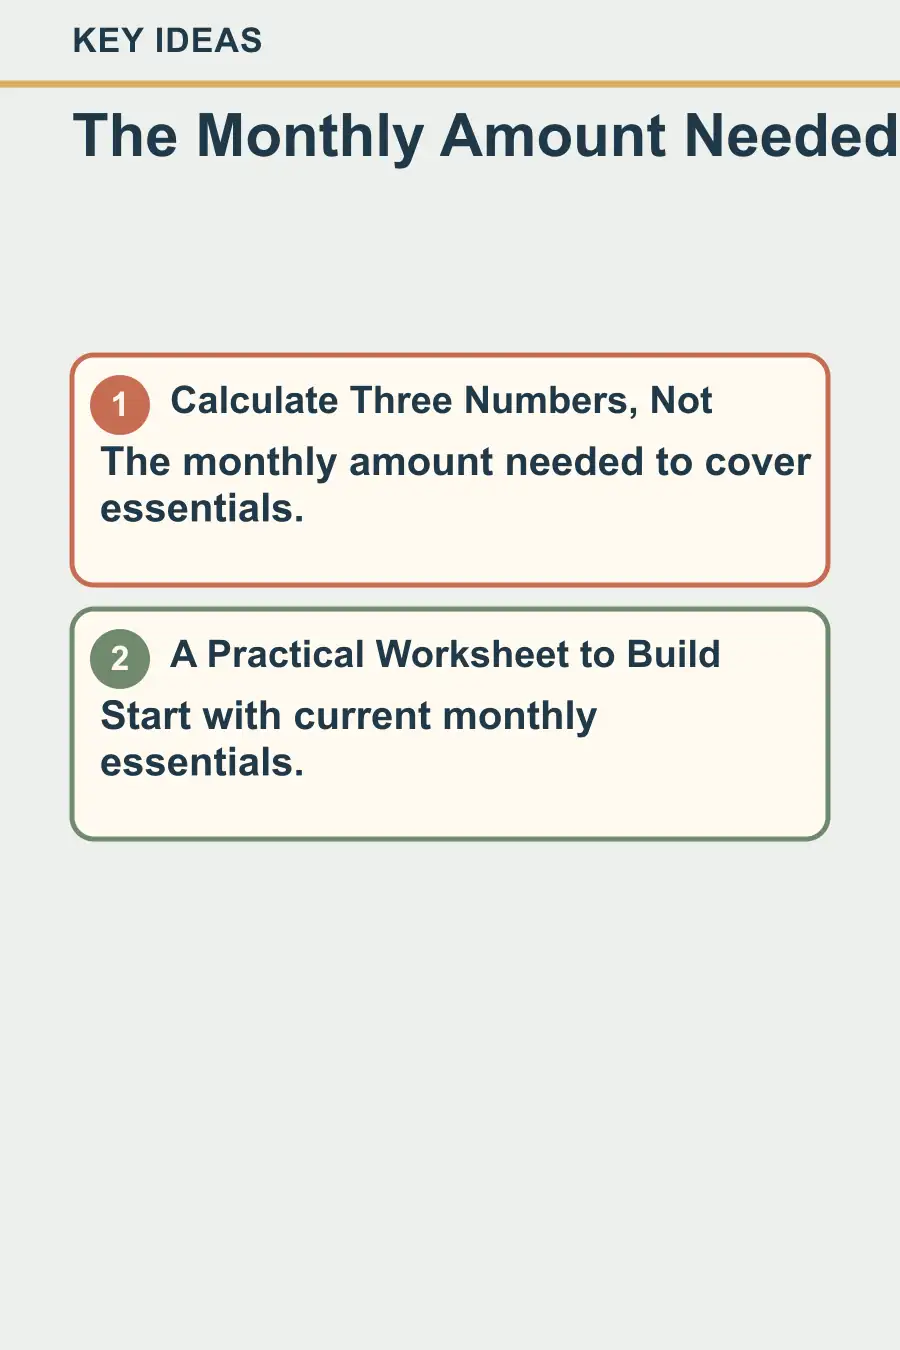 KEY IDEAS
The Monthly Amount Needed
1 Calculate Three Numbers, Not
The monthly amount needed to cover
essentials.
2 A Practical Worksheet to Build
Start with current monthly
essentials.